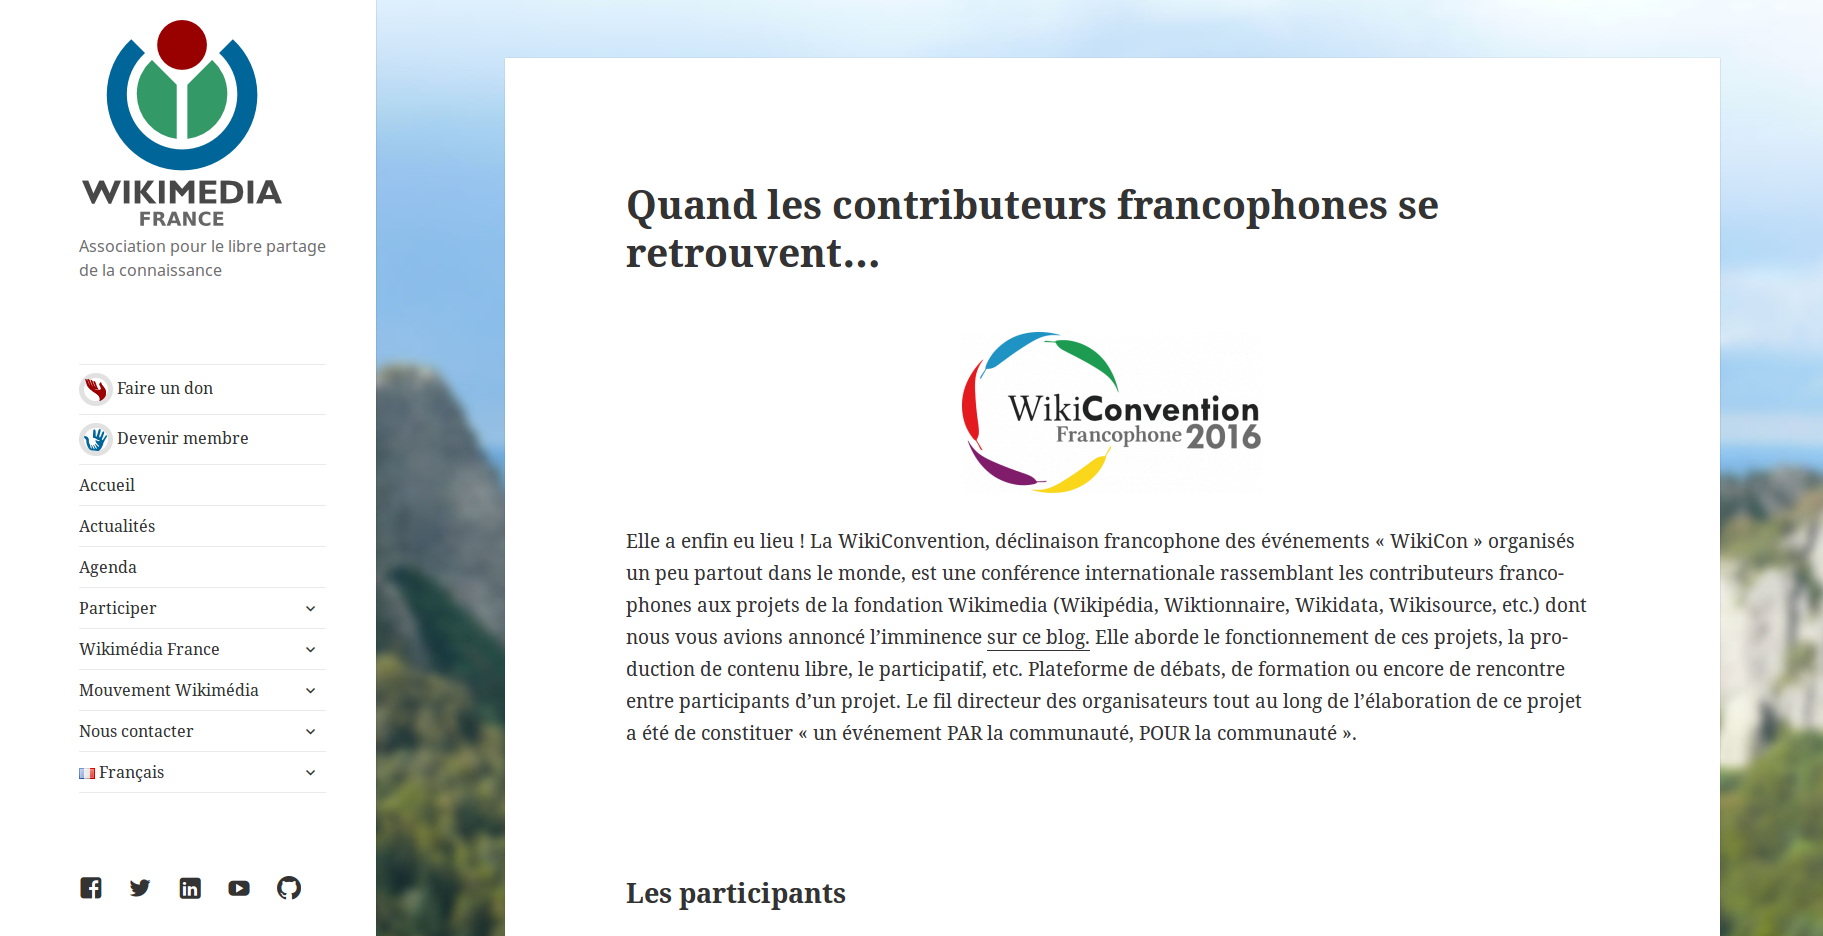 WIKIMEDIA
FRANCE
Association pour le libre partage
de la connaissance
Faire un don
Devenir membre
Accueil
Actualités
Agenda
Participer
Wikimédia France
Mouvement Wikimédia
Nous contacter
Français
Quand les contributeurs francophones se
retrouvent…
WikiConvention
Francophone 2016
Elle a enfin eu lieu ! La WikiConvention, déclinaison francophone des événements « WikiCon » organisés
un peu partout dans le monde, est une conférence internationale rassemblant les contributeurs franco-
phones aux projets de la fondation Wikimedia (Wikipédia, Wiktionnaire, Wikidata, Wikisource, etc.) dont
nous vous avions annoncé l’imminence sur ce blog. Elle aborde le fonctionnement de ces projets, la pro-
duction de contenu libre, le participatif, etc. Plateforme de débats, de formation ou encore de rencontre
entre participants d’un projet. Le fil directeur des organisateurs tout au long de l’élaboration de ce projet
a été de constituer « un événement PAR la communauté, POUR la communauté ».
Les participants